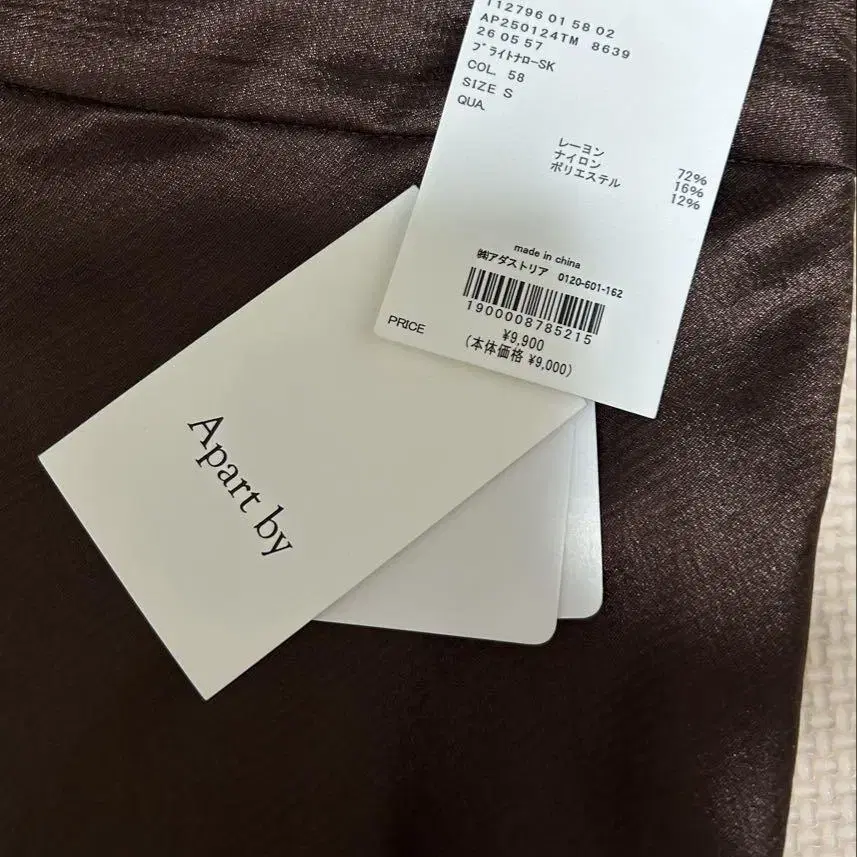 112796 01 58 02
AP250124TM 8639
26 05 57
ブライトナローSK
COL. 58
SIZE S
QUA.
レーヨン 72%
ナイロン 16%
ポリエステル 12%
made in china
㈱アダストリア 0120-601-162
1900008785215
PRICE ¥9,900
(本体価格 ¥9,000)
Apart by